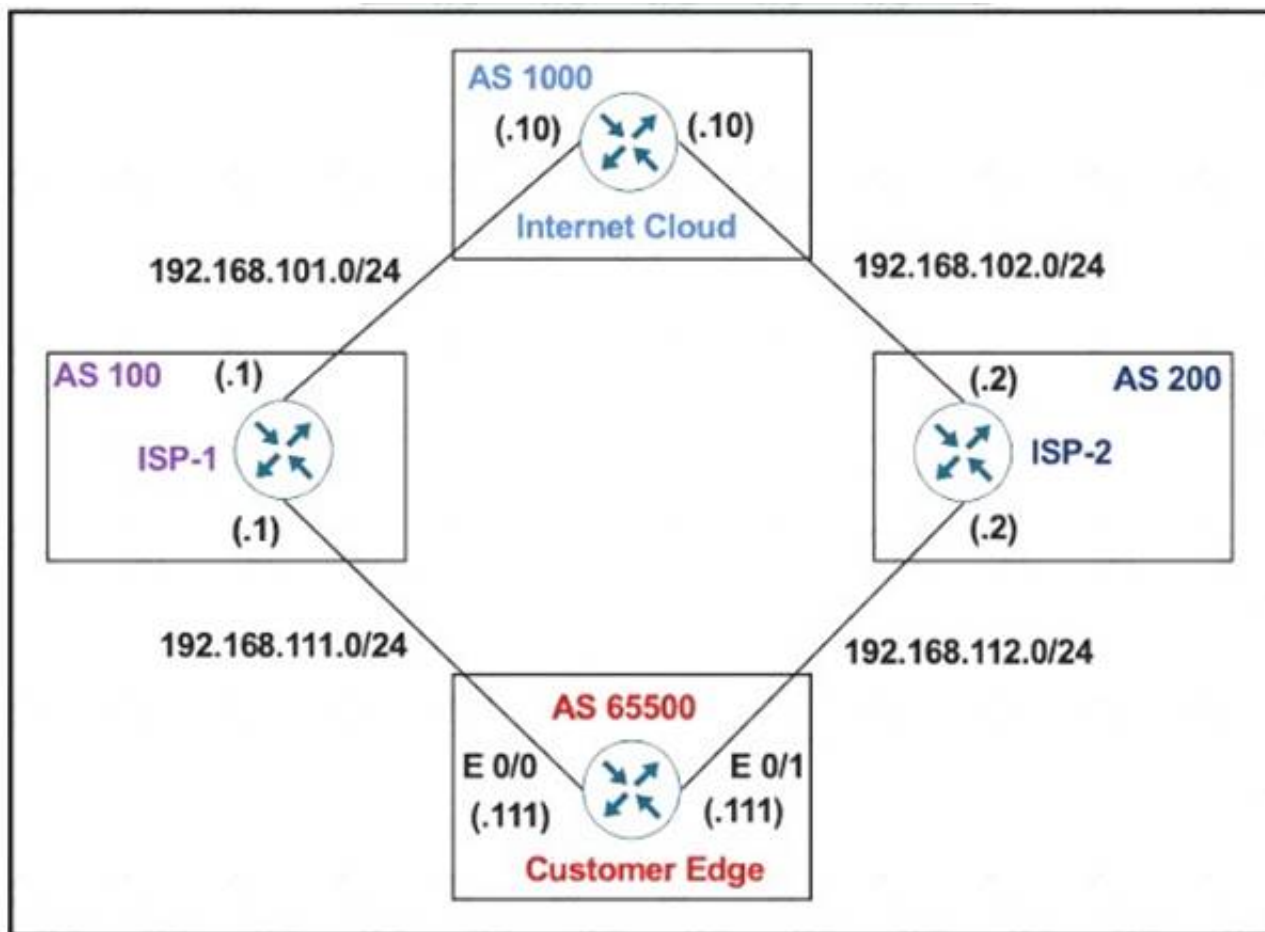 AS 1000
(.10)
(.10)
Internet Cloud
192.168.101.0/24
192.168.102.0/24
AS 100
(.1)
ISP-1
(.1)
(.2)
AS 200
ISP-2
(.2)
192.168.111.0/24
192.168.112.0/24
AS 65500
E 0/0
E 0/1
(.111)
(.111)
Customer Edge